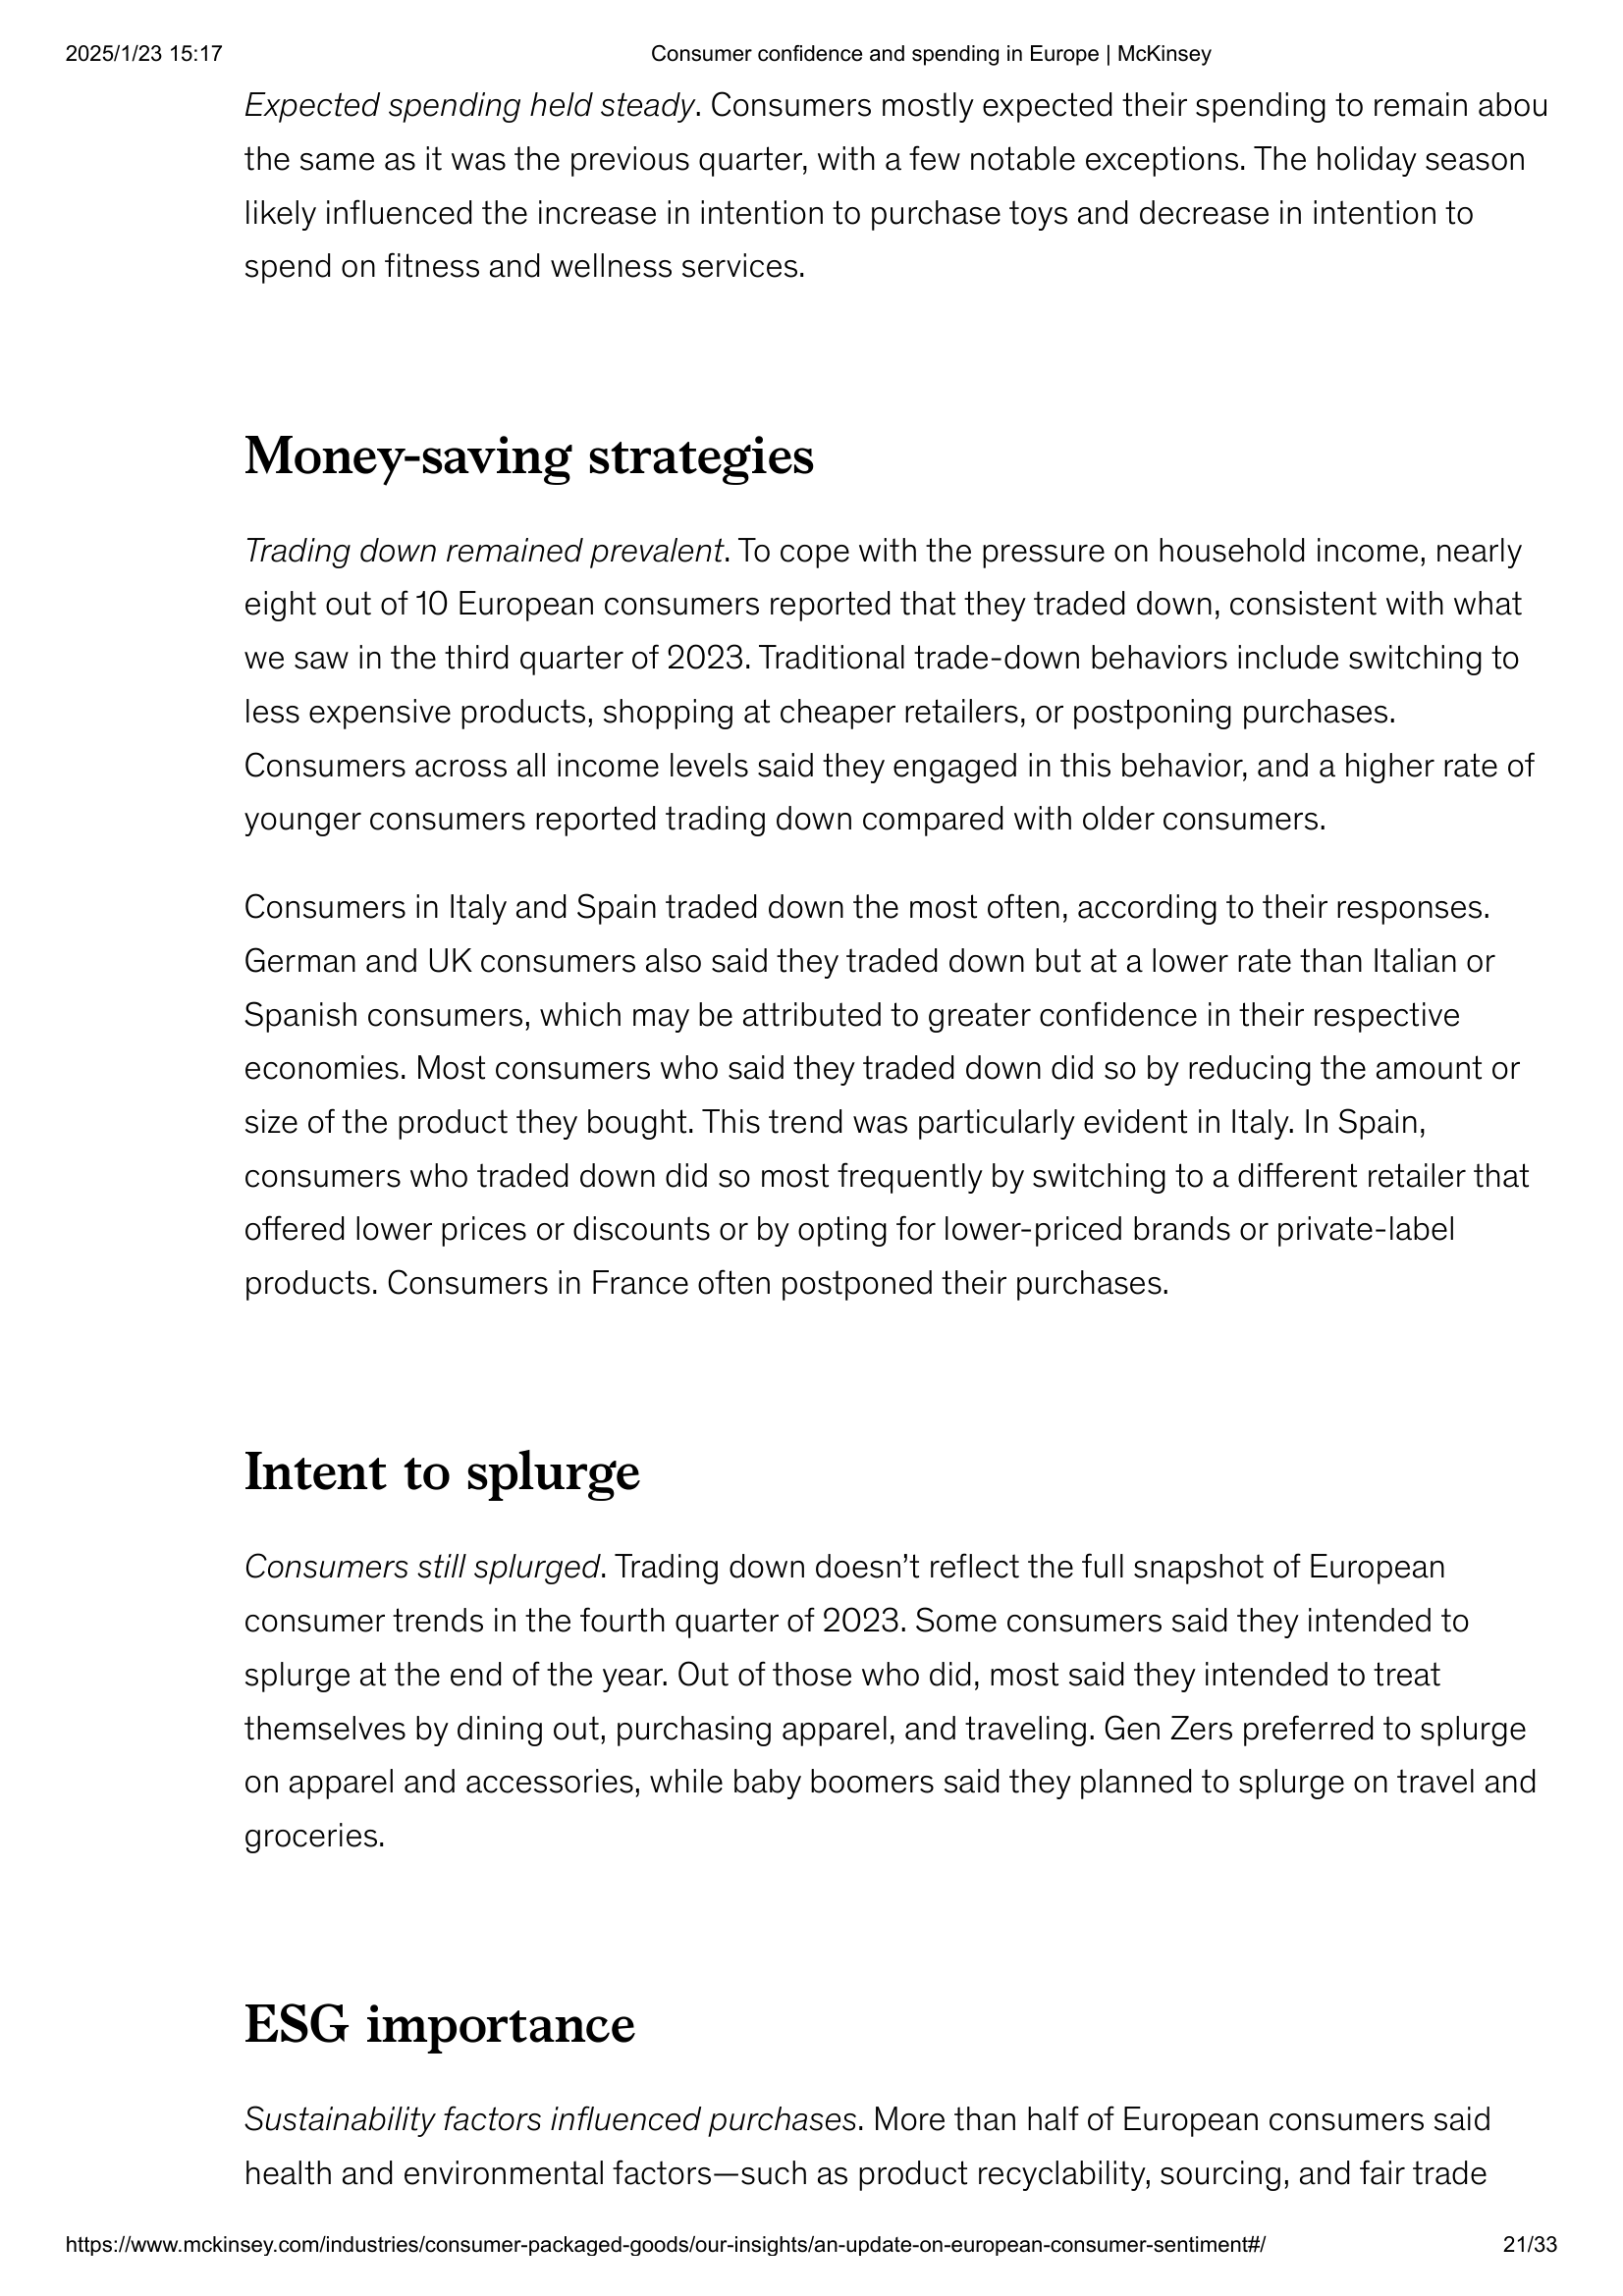 2025/1/23 15:17
Consumer confidence and spending in Europe | McKinsey
Expected spending held steady. Consumers mostly expected their spending to remain abou
the same as it was the previous quarter, with a few notable exceptions. The holiday season
likely influenced the increase in intention to purchase toys and decrease in intention to
spend on fitness and wellness services.
Money-saving strategies
Trading down remained prevalent. To cope with the pressure on household income, nearly
eight out of 10 European consumers reported that they traded down, consistent with what
we saw in the third quarter of 2023. Traditional trade-down behaviors include switching to
less expensive products, shopping at cheaper retailers, or postponing purchases.
Consumers across all income levels said they engaged in this behavior, and a higher rate of
younger consumers reported trading down compared with older consumers.
Consumers in Italy and Spain traded down the most often, according to their responses.
German and UK consumers also said they traded down but at a lower rate than Italian or
Spanish consumers, which may be attributed to greater confidence in their respective
economies. Most consumers who said they traded down did so by reducing the amount or
size of the product they bought. This trend was particularly evident in Italy. In Spain,
consumers who traded down did so most frequently by switching to a different retailer that
offered lower prices or discounts or by opting for lower-priced brands or private-label
products. Consumers in France often postponed their purchases.
Intent to splurge
Consumers still splurged. Trading down doesn’t reflect the full snapshot of European
consumer trends in the fourth quarter of 2023. Some consumers said they intended to
splurge at the end of the year. Out of those who did, most said they intended to treat
themselves by dining out, purchasing apparel, and traveling. Gen Zers preferred to splurge
on apparel and accessories, while baby boomers said they planned to splurge on travel and
groceries.
ESG importance
Sustainability factors influenced purchases. More than half of European consumers said
health and environmental factors—such as product recyclability, sourcing, and fair trade
https://www.mckinsey.com/industries/consumer-packaged-goods/our-insights/an-update-on-european-consumer-sentiment#/
21/33